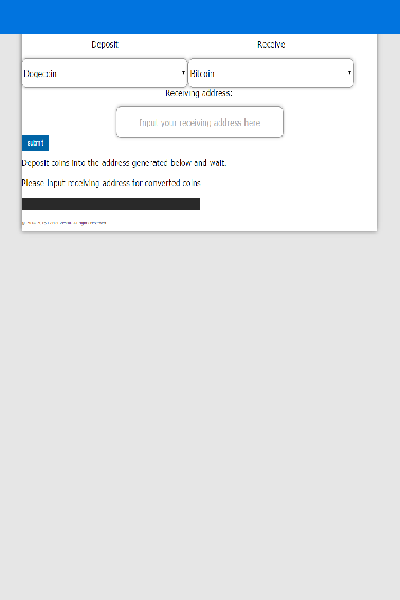 Deposit: Receive
Dogecoin Bitcoin
Receiving address:
Input your receiving address here
submit
Deposit coins into the address generated below and wait.
Please input receiving address for converted coins